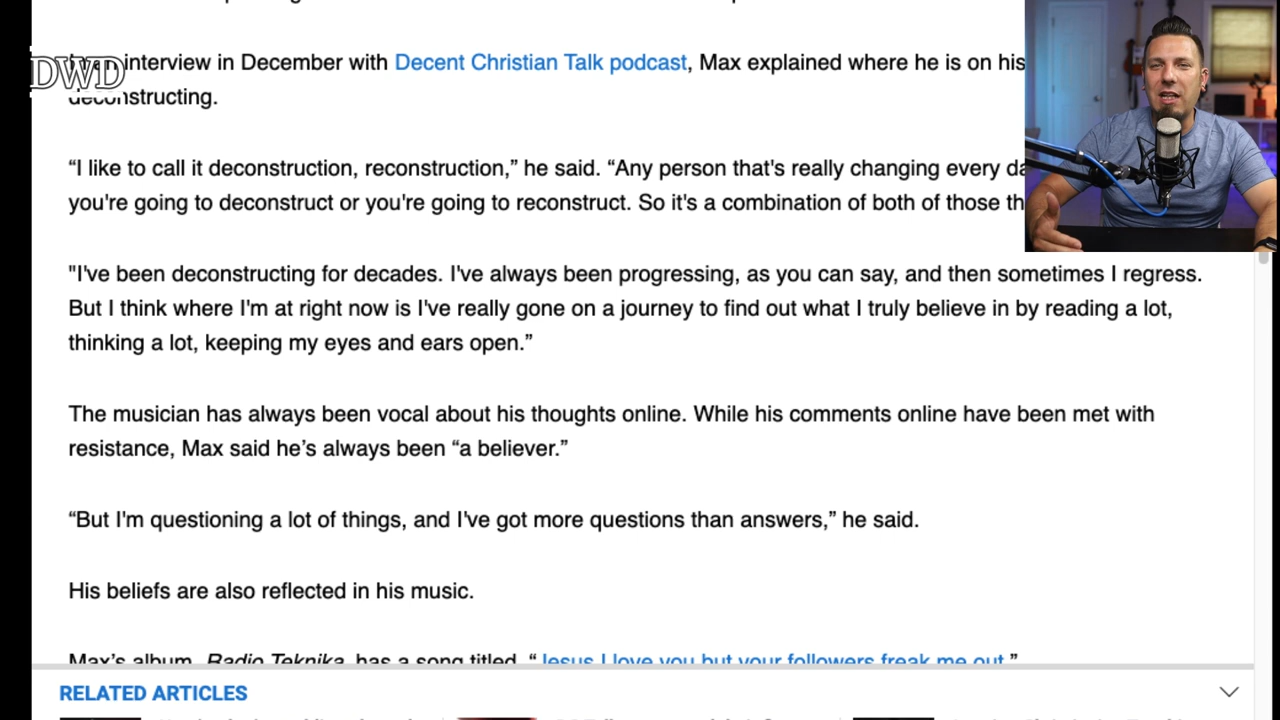 DWD
interview in December with Decent Christian Talk podcast, Max explained where he is on his
deconstructing.
“I like to call it deconstruction, reconstruction,” he said. “Any person that's really changing every
you're going to deconstruct or you're going to reconstruct. So it's a combination of both of those
"I've been deconstructing for decades. I've always been progressing, as you can say, and then sometimes I regress.
But I think where I'm at right now is I've really gone on a journey to find out what I truly believe in by reading a lot,
thinking a lot, keeping my eyes and ears open.”
The musician has always been vocal about his thoughts online. While his comments online have been met with
resistance, Max said he’s always been “a believer.”
“But I'm questioning a lot of things, and I've got more questions than answers,” he said.
His beliefs are also reflected in his music.
Max’s album, Radio Teknika, has a song titled, “Jesus I love you but your followers freak me out.”
RELATED ARTICLES